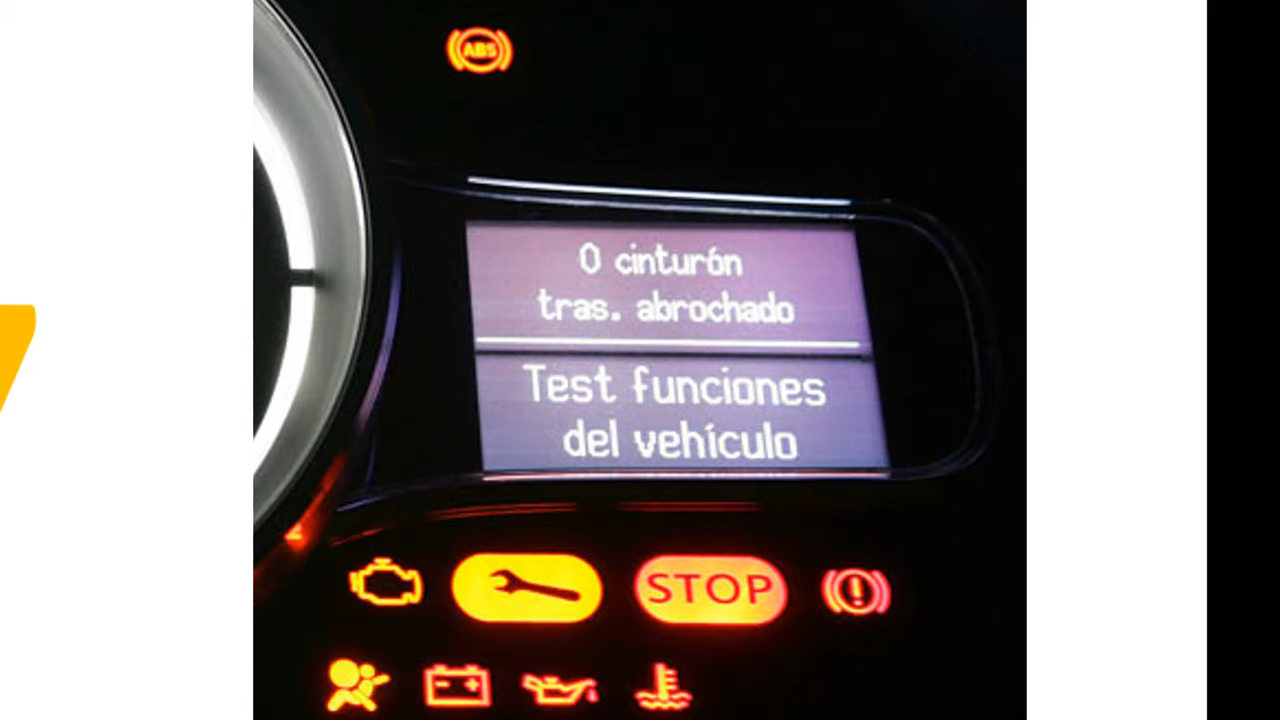 ABS
0 cinturón
tras. abrochado
Test funciones
del vehículo
STOP